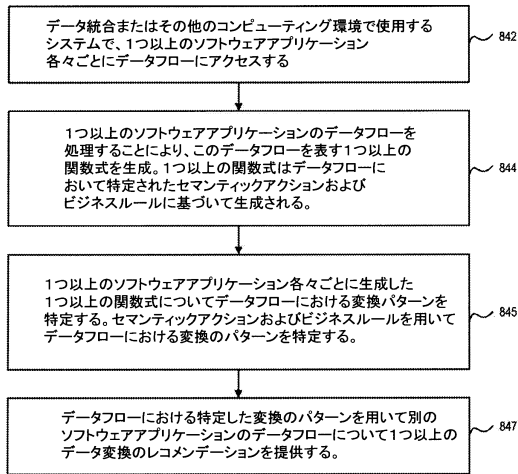 データ統合またはその他のコンピューティング環境で使用する
システムで、1つ以上のソフトウェアアプリケーション
各々ごとにデータフローにアクセスする
842
1つ以上のソフトウェアアプリケーションのデータフローを
処理することにより、このデータフローを表す1つ以上の
関数式を生成。1つ以上の関数式はデータフローに
おいて特定されたセマンティックアクションおよび
ビジネスルールに基づいて生成される。
844
1つ以上のソフトウェアアプリケーション各々ごとに生成した
1つ以上の関数式についてデータフローにおける変換パターンを
特定する。セマンティックアクションおよびビジネスルールを用いて
データフローにおける変換のパターンを特定する。
845
データフローにおける特定した変換のパターンを用いて別の
ソフトウェアアプリケーションのデータフローについて1つ以上の
データ変換のレコメンデーションを提供する。
847